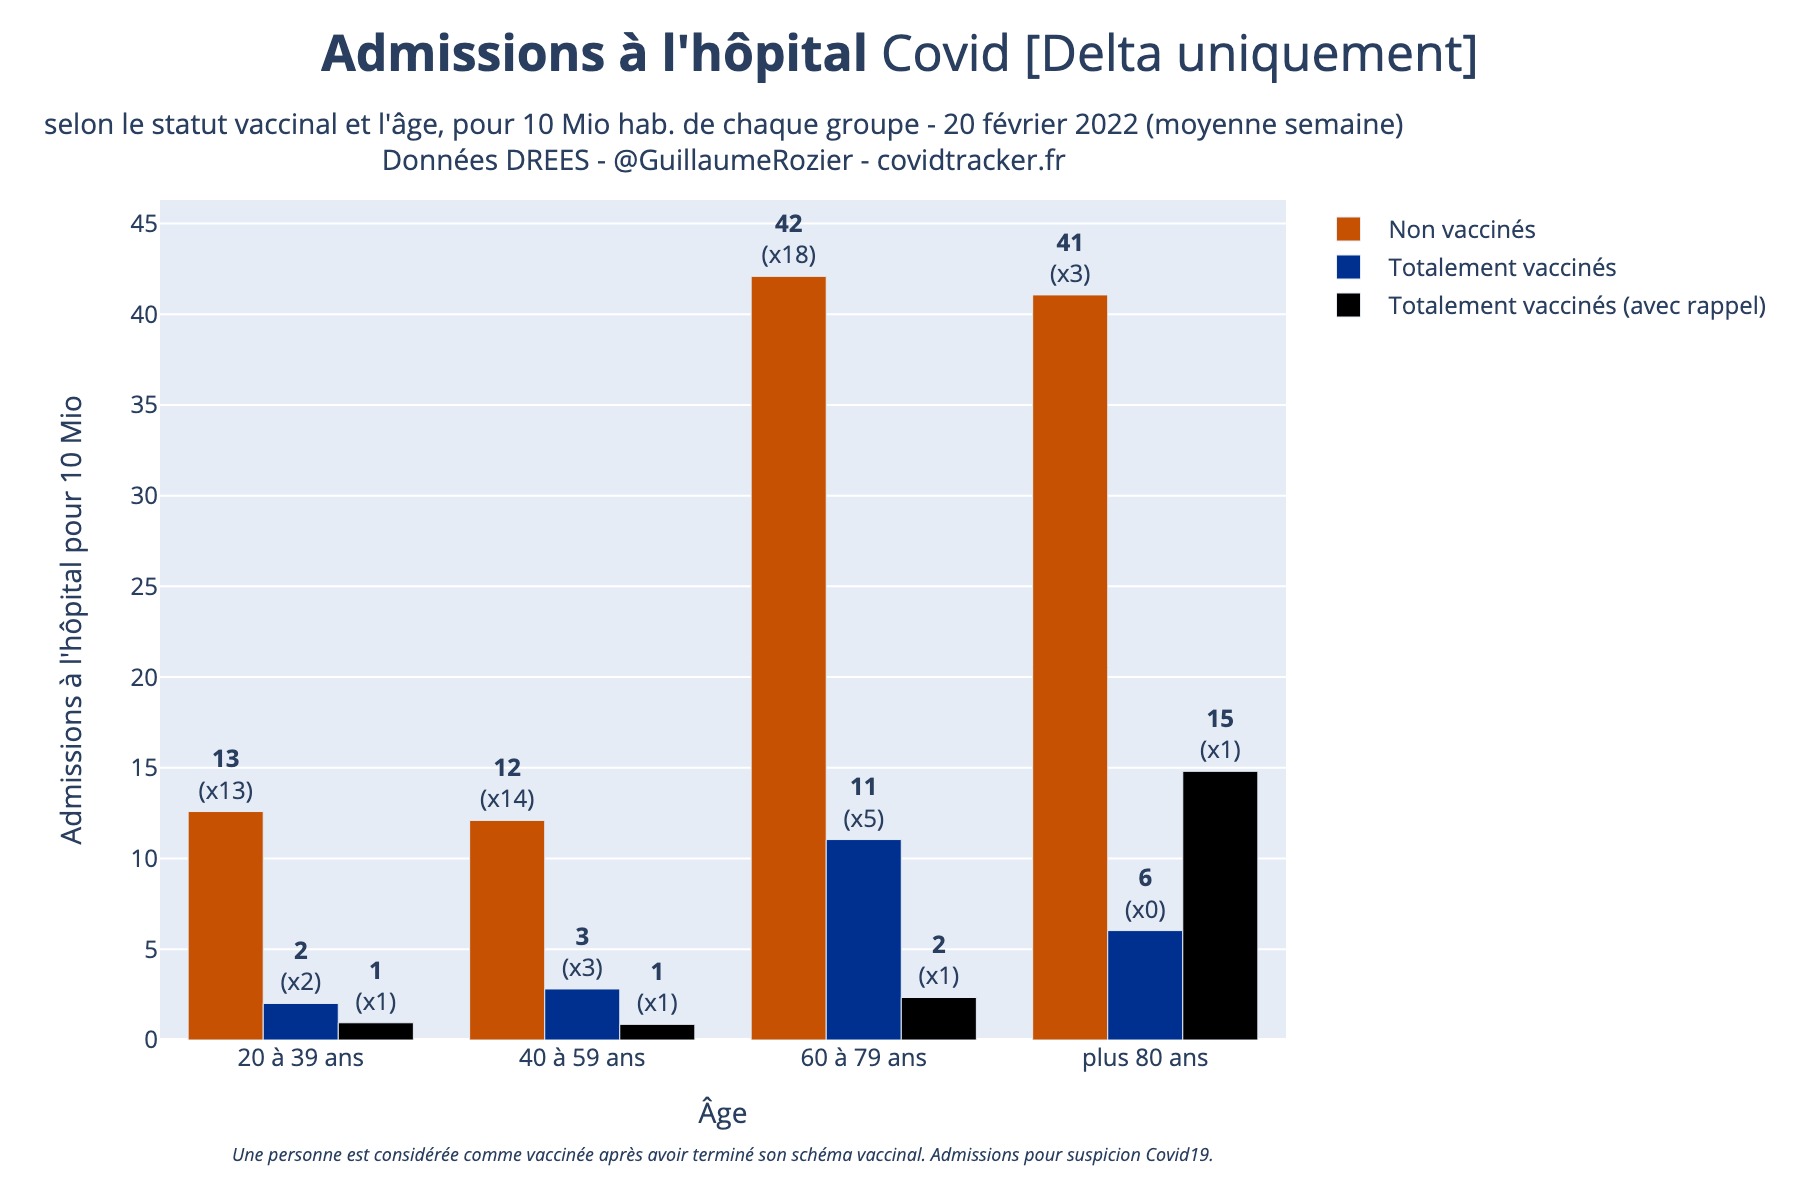 Admissions à l'hôpital Covid [Delta uniquement]
selon le statut vaccinal et l'âge, pour 10 Mio hab. de chaque groupe - 20 février 2022 (moyenne semaine)
Données DREES - @GuillaumeRozier - covidtracker.fr
Non vaccinés
Totalement vaccinés
Totalement vaccinés (avec rappel)
Admissions à l'hôpital pour 10 Mio
45
40
35
30
25
20
15
10
5
0
13
(x13)
2
(x2)
1
(x1)
12
(x14)
3
(x3)
1
(x1)
42
(x18)
11
(x5)
2
(x1)
41
(x3)
6
(x0)
15
(x1)
20 à 39 ans
40 à 59 ans
60 à 79 ans
plus 80 ans
Âge
Une personne est considérée comme vaccinée après avoir terminé son schéma vaccinal. Admissions pour suspicion Covid19.